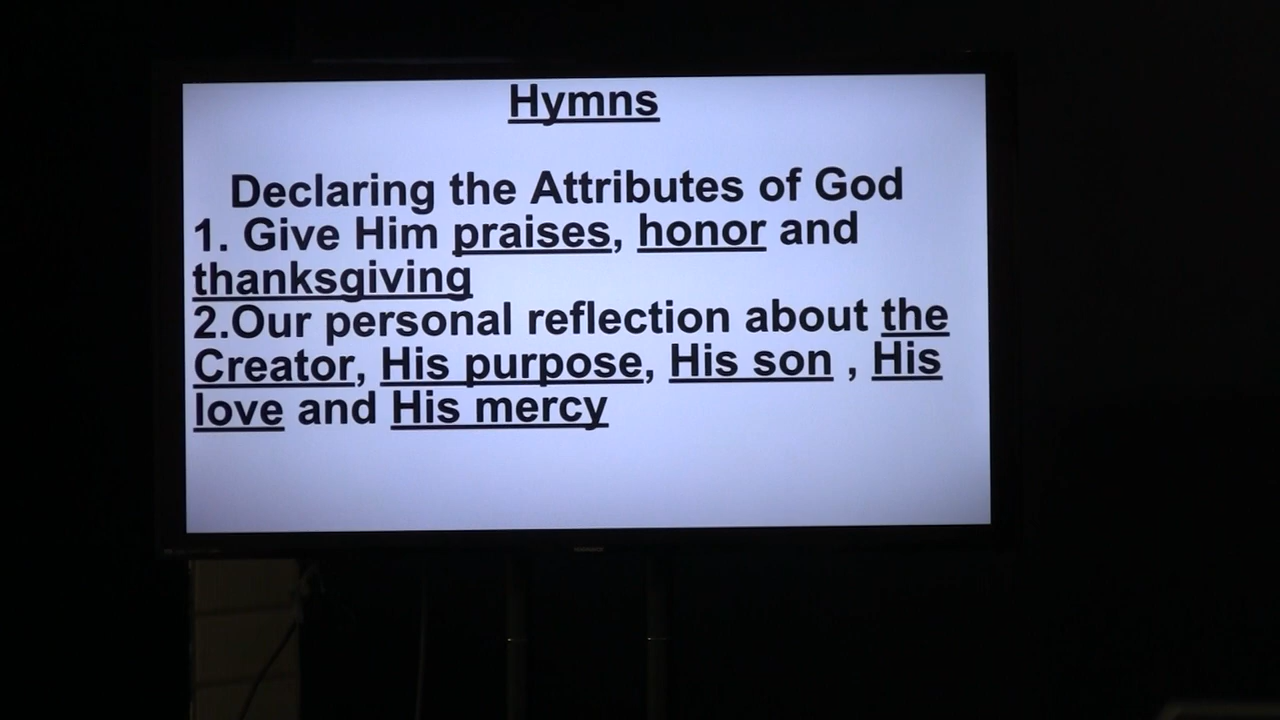 Hymns
Declaring the Attributes of God
1. Give Him praises, honor and
thanksgiving
2.Our personal reflection about the
Creator, His purpose, His son , His
love and His mercy